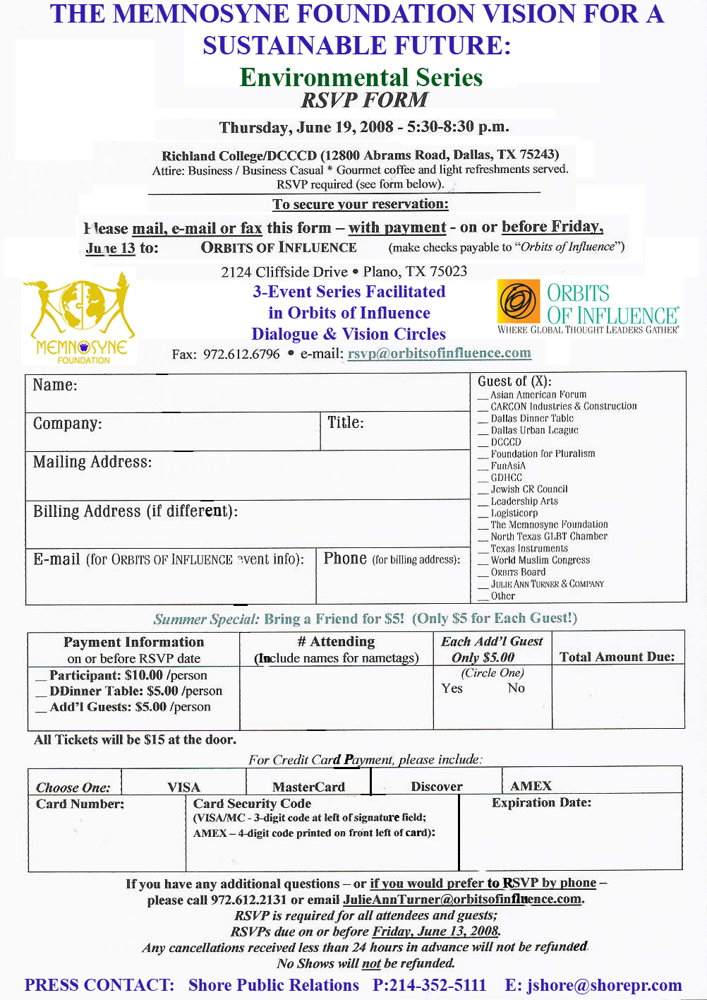 THE MEMNOSYNE FOUNDATION VISION FOR A
SUSTAINABLE FUTURE:
Environmental Series
RSVP FORM
Thursday, June 19, 2008 - 5:30-8:30 p.m.
Richland College/DCCCD (12800 Abrams Road, Dallas, TX 75243)
Attire: Business / Business Casual * Gourmet coffee and light refreshments served.
RSVP required (see form below).
To secure your reservation:
Please mail, e-mail or fax this form – with payment - on or before Friday,
June 13 to: ORBITS OF INFLUENCE (make checks payable to “Orbits of Influence”)
2124 Cliffside Drive • Plano, TX 75023
3-Event Series Facilitated
in Orbits of Influence
Dialogue & Vision Circles
MEMNOSYNE
FOUNDATION
ORBITS
OF INFLUENCE®
WHERE GLOBAL THOUGHT LEADERS GATHER®
Fax: 972.612.6796 • e-mail: rsvp@orbitsofinfluence.com
Name:
Company:
Title:
Mailing Address:
Billing Address (if different):
E-mail (for ORBITS OF INFLUENCE event info):
Phone (for billing address):
Guest of (X):
__ Asian American Forum
__ CARCON Industries & Construction
__ Dallas Dinner Table
__ Dallas Urban League
__ DCCCD
__ Foundation for Pluralism
__ FunAsiA
__ GDHCC
__ Jewish CR Council
__ Leadership Arts
__ Logisticorp
__ The Memnosyne Foundation
__ North Texas GLBT Chamber
__ Texas Instruments
__ World Muslim Congress
__ ORBITS Board
__ JULIE ANN TURNER & COMPANY
__ Other
Summer Special: Bring a Friend for $5! (Only $5 for Each Guest!)
Payment Information
on or before RSVP date
__ Participant: $10.00 /person
__ DDinner Table: $5.00 /person
__ Add'l Guests: $5.00 /person
# Attending
(Include names for nametags)
Each Add'l Guest
Only $5.00
(Circle One)
Yes No
Total Amount Due:
All Tickets will be $15 at the door.
For Credit Card Payment, please include:
Choose One: VISA MasterCard Discover AMEX
Card Number:
Card Security Code
(VISA/MC - 3-digit code at left of signature field;
AMEX – 4-digit code printed on front left of card):
Expiration Date:
If you have any additional questions – or if you would prefer to RSVP by phone –
please call 972.612.2131 or email JulieAnnTurner@orbitsofinfluence.com.
RSVP is required for all attendees and guests;
RSVPs due on or before Friday, June 13, 2008.
Any cancellations received less than 24 hours in advance will not be refunded.
No Shows will not be refunded.
PRESS CONTACT: Shore Public Relations P:214-352-5111 E: jshore@shorepr.com